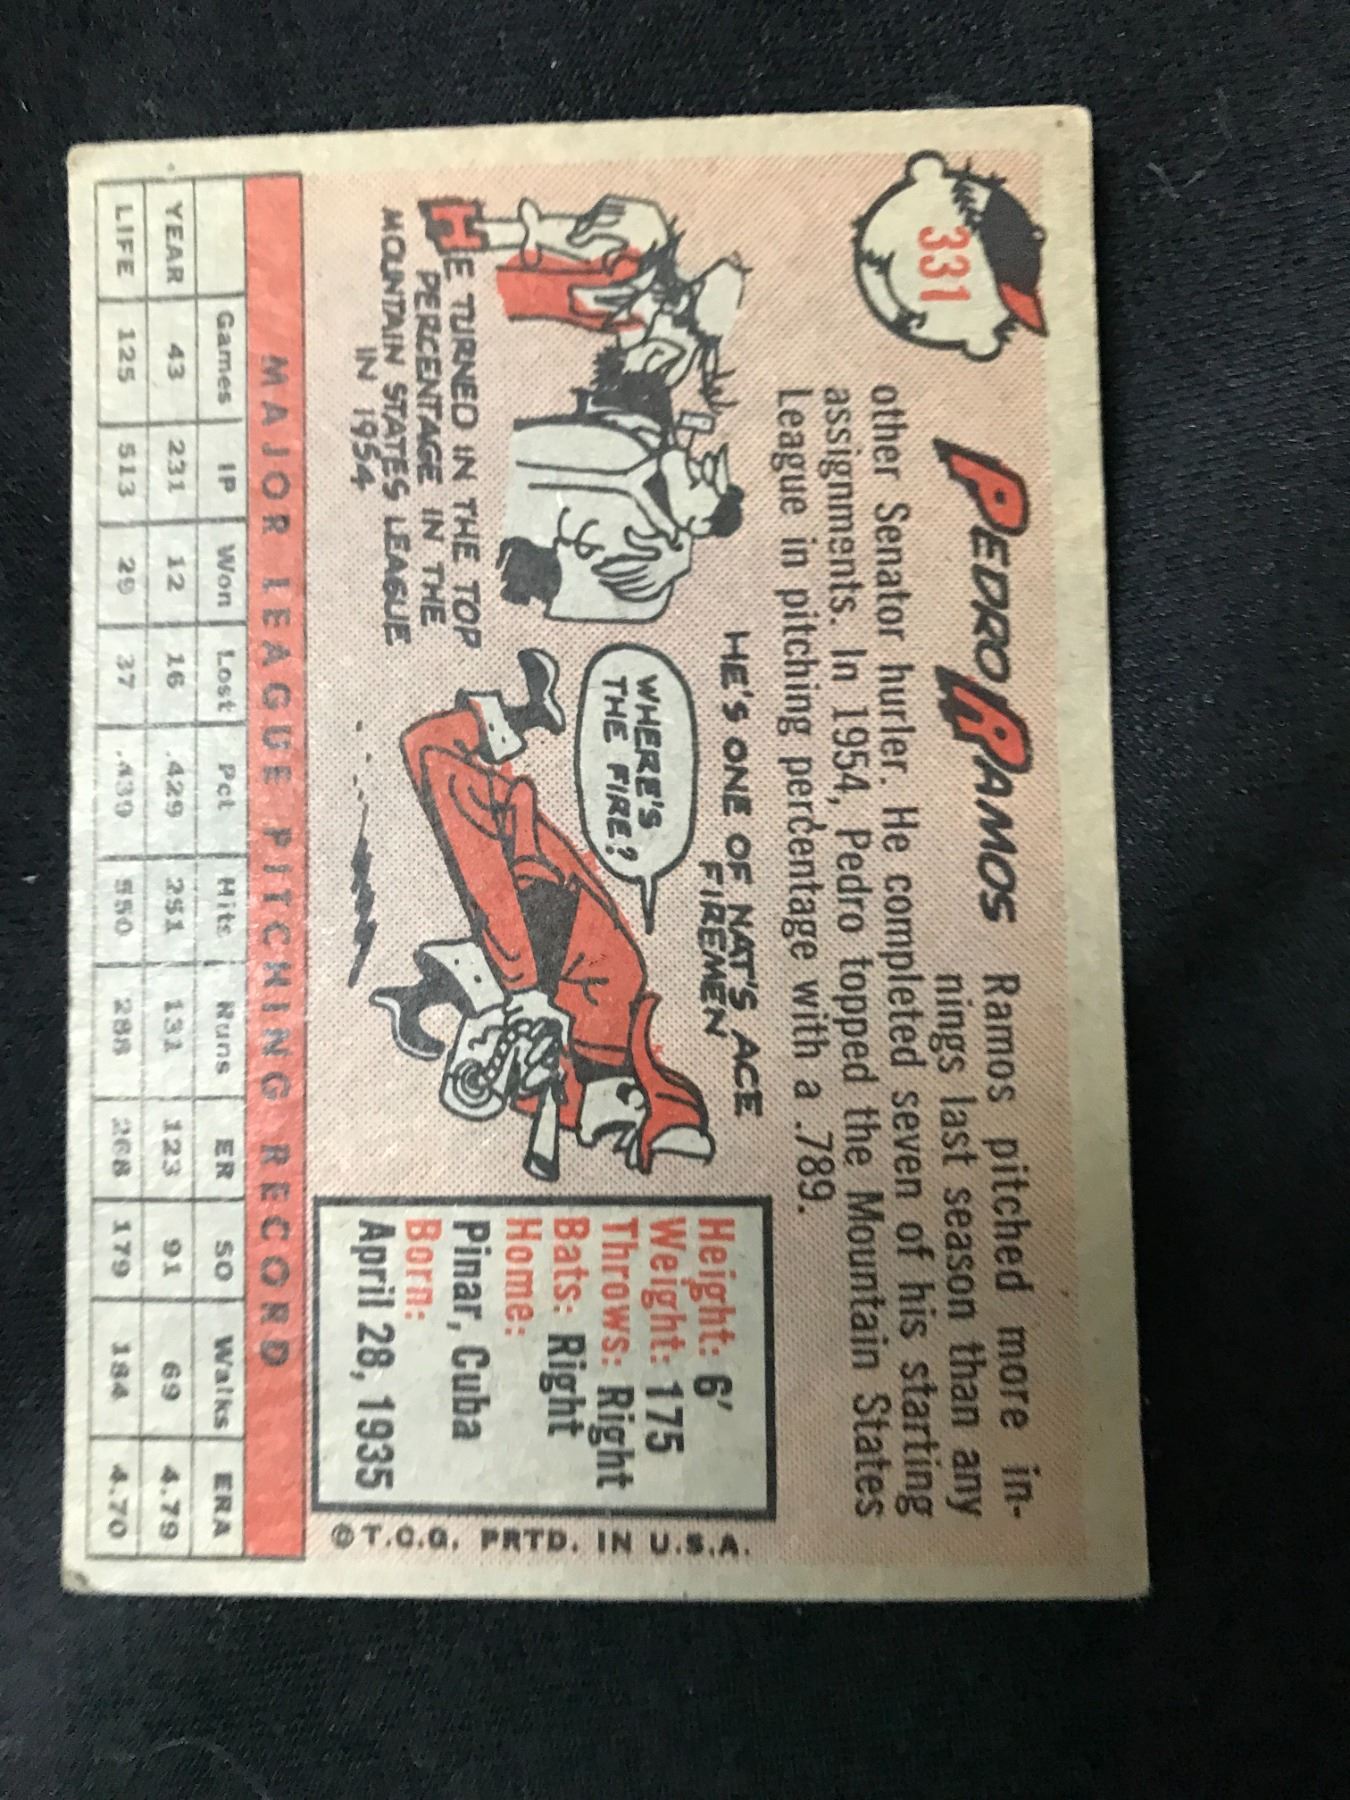 331
PEDRO RAMOS
Ramos pitched more in-
nings last season than any
other Senator hurler. He completed seven of his starting
assignments. In 1954, Pedro topped the Mountain States
League in pitching percentage with a .789.
HE TURNED IN THE TOP
PERCENTAGE IN THE
MOUNTAIN STATES LEAGUE
IN 1954
HE'S ONE OF NAT'S ACE
FIREMEN
WHERE'S
THE FIRE?
Height: 6'
Weight: 175
Throws: Right
Bats: Right
Home:
Pinar, Cuba
Born:
April 28, 1935
© T.C.G. PRTD. IN U.S.A.
MAJOR LEAGUE PITCHING RECORD
Games IP Won Lost Pct Hits Runs ER SO Walks ERA
YEAR 43 231 12 16 .429 251 131 123 91 69 4.79
LIFE 125 513 29 37 .439 550 288 268 179 184 4.70